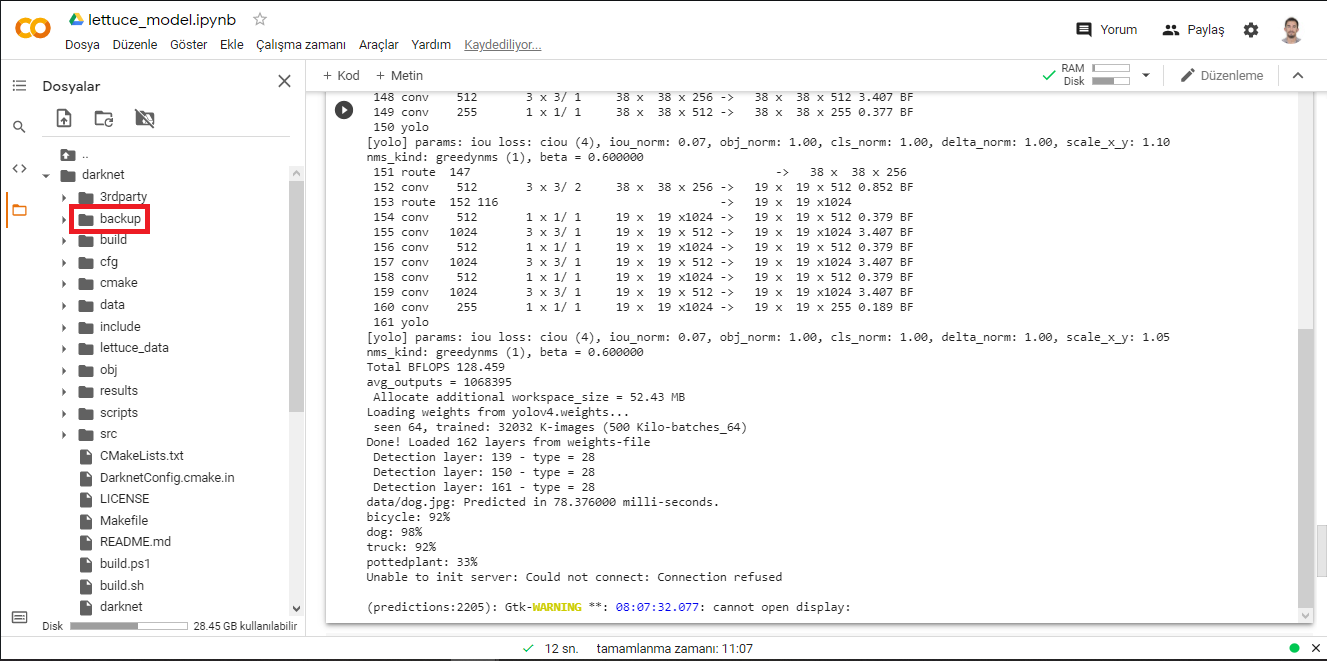 lettuce_model.ipynb
Dosya Düzenle Göster Ekle Çalışma zamanı Araçlar Yardım Kaydediliyor...
Yorum Paylaş
Dosyalar
+ Kod + Metin
RAM
Disk
Düzenleme
..
darknet
3rdparty
backup
build
cfg
cmake
data
include
lettuce_data
obj
results
scripts
src
CMakeLists.txt
DarknetConfig.cmake.in
LICENSE
Makefile
README.md
build.ps1
build.sh
darknet
Disk 28.45 GB kullanılabilir
148 conv 512 3 x 3/ 1 38 x 38 x 256 -> 38 x 38 x 512 3.407 BF
149 conv 255 1 x 1/ 1 38 x 38 x 512 -> 38 x 38 x 255 0.377 BF
150 yolo
[yolo] params: iou loss: ciou (4), iou_norm: 0.07, obj_norm: 1.00, cls_norm: 1.00, delta_norm: 1.00, scale_x_y: 1.10
nms_kind: greedynms (1), beta = 0.600000
151 route 147 -> 38 x 38 x 256
152 conv 512 3 x 3/ 2 38 x 38 x 256 -> 19 x 19 x 512 0.852 BF
153 route 152 116 -> 19 x 19 x1024
154 conv 512 1 x 1/ 1 19 x 19 x1024 -> 19 x 19 x 512 0.379 BF
155 conv 1024 3 x 3/ 1 19 x 19 x 512 -> 19 x 19 x1024 3.407 BF
156 conv 512 1 x 1/ 1 19 x 19 x1024 -> 19 x 19 x 512 0.379 BF
157 conv 1024 3 x 3/ 1 19 x 19 x 512 -> 19 x 19 x1024 3.407 BF
158 conv 512 1 x 1/ 1 19 x 19 x1024 -> 19 x 19 x 512 0.379 BF
159 conv 1024 3 x 3/ 1 19 x 19 x 512 -> 19 x 19 x1024 3.407 BF
160 conv 255 1 x 1/ 1 19 x 19 x1024 -> 19 x 19 x 255 0.189 BF
161 yolo
[yolo] params: iou loss: ciou (4), iou_norm: 0.07, obj_norm: 1.00, cls_norm: 1.00, delta_norm: 1.00, scale_x_y: 1.05
nms_kind: greedynms (1), beta = 0.600000
Total BFLOPS 128.459
avg_outputs = 1068395
Allocate additional workspace_size = 52.43 MB
Loading weights from yolov4.weights...
seen 64, trained: 32032 K-images (500 Kilo-batches_64)
Done! Loaded 162 layers from weights-file
Detection layer: 139 - type = 28
Detection layer: 150 - type = 28
Detection layer: 161 - type = 28
data/dog.jpg: Predicted in 78.376000 milli-seconds.
bicycle: 92%
dog: 98%
truck: 92%
pottedplant: 33%
Unable to init server: Could not connect: Connection refused
(predictions:2205): Gtk-WARNING **: 08:07:32.077: cannot open display:
12 sn. tamamlanma zamanı: 11:07